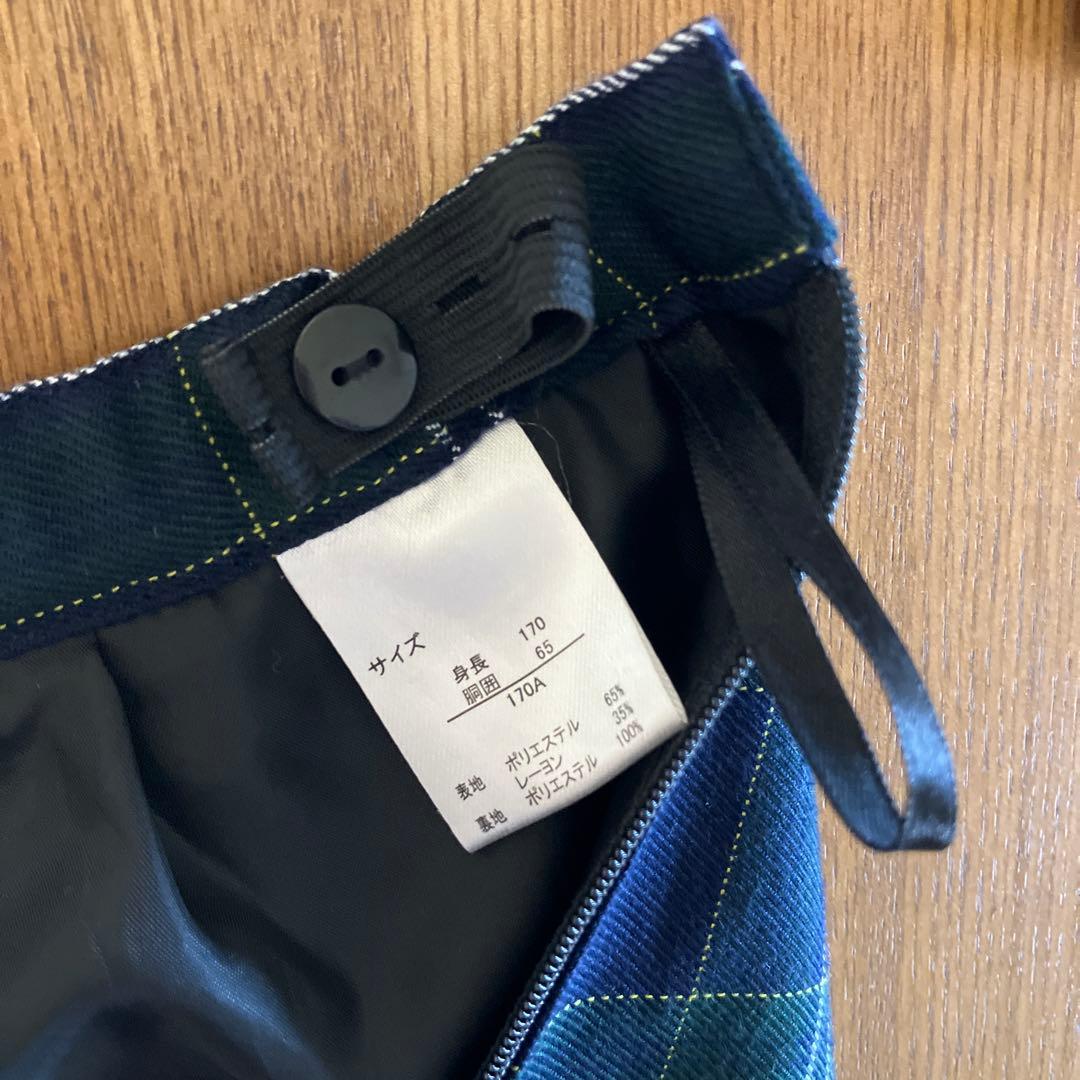 サイズ
身長 170
胴囲 65
170A
表地 ポリエステル 65%
レーヨン 35%
裏地 ポリエステル 100%